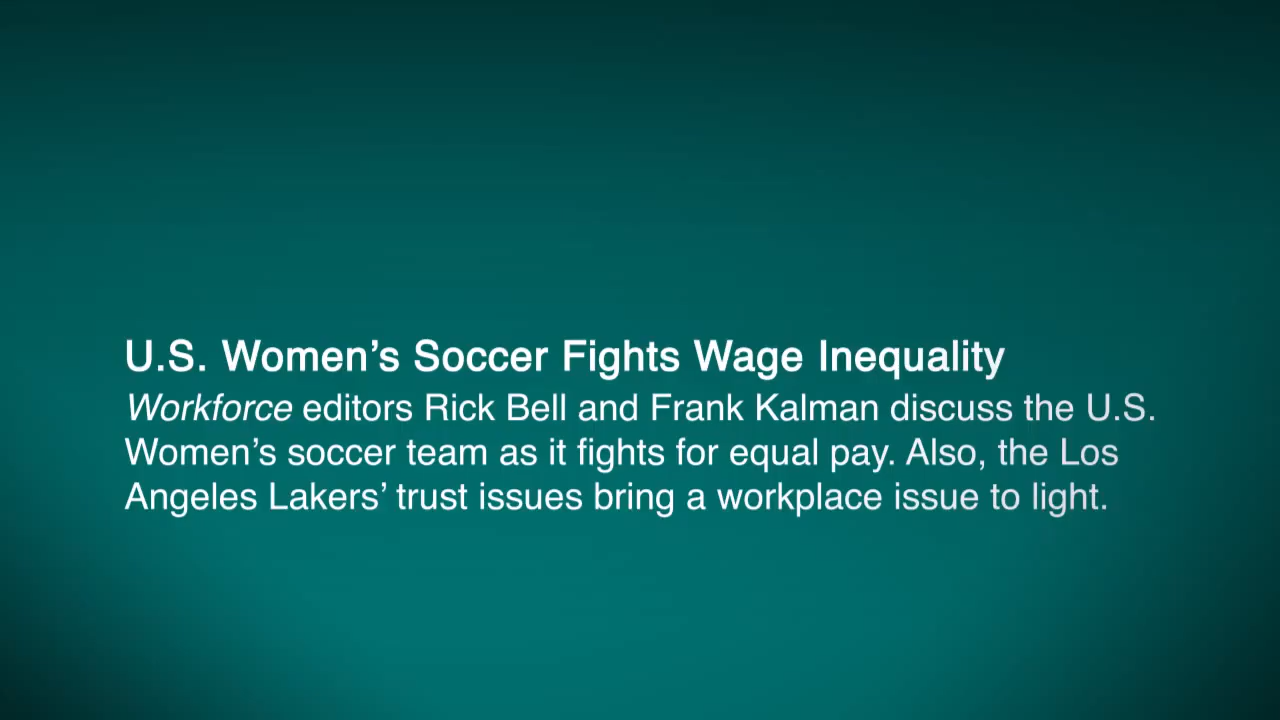 U.S. Women’s Soccer Fights Wage Inequality
Workforce editors Rick Bell and Frank Kalman discuss the U.S.
Women’s soccer team as it fights for equal pay. Also, the Los
Angeles Lakers’ trust issues bring a workplace issue to light.